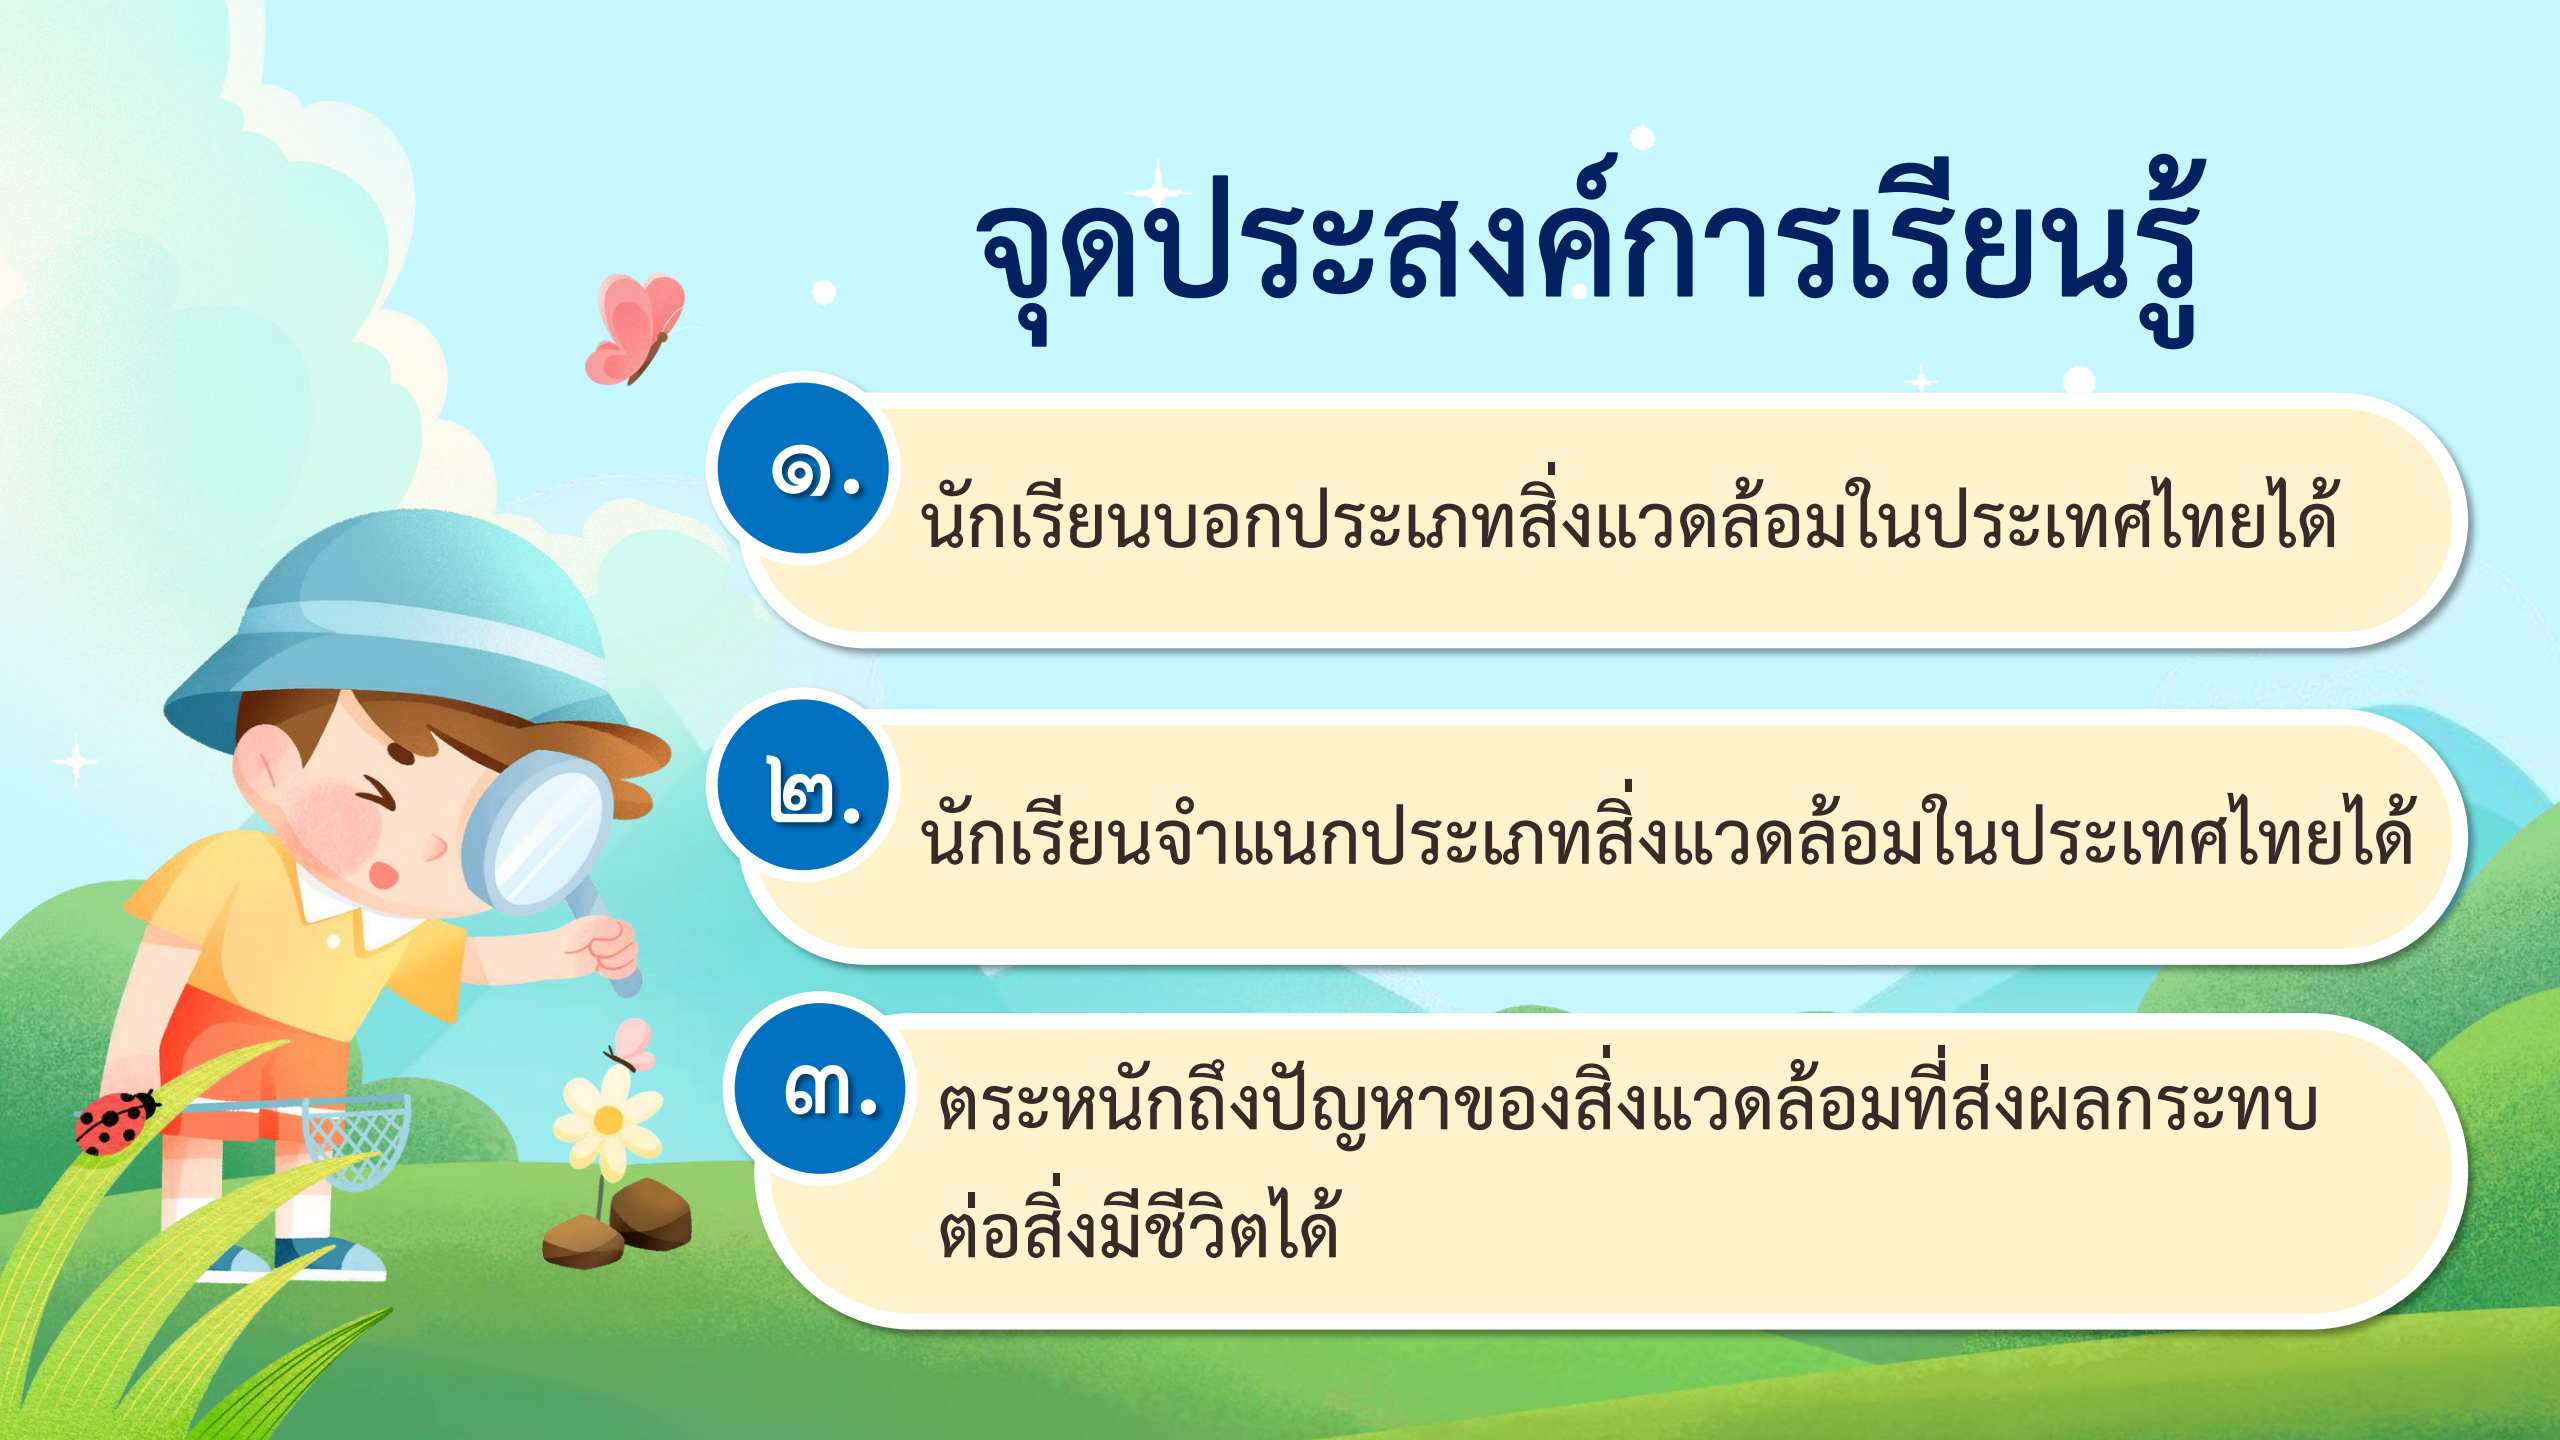 จุดประสงค์การเรียนรู้
๑. นักเรียนบอกประเภทสิ่งแวดล้อมในประเทศไทยได้
๒. นักเรียนจำแนกประเภทสิ่งแวดล้อมในประเทศไทยได้
๓. ตระหนักถึงปัญหาของสิ่งแวดล้อมที่ส่งผลกระทบ
ต่อสิ่งมีชีวิตได้